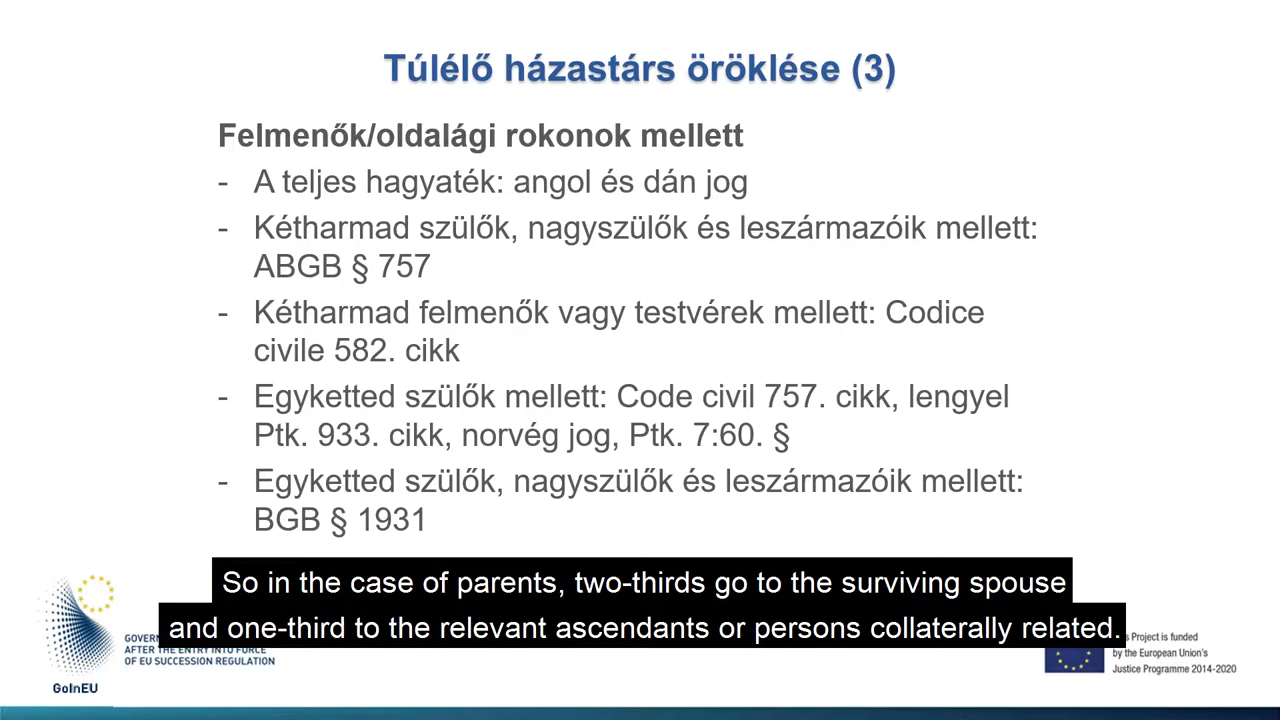 Túlélő házastárs öröklése (3)
Felmenők/oldalági rokonok mellett
- A teljes hagyaték: angol és dán jog
- Kétharmad szülők, nagyszülők és leszármazóik mellett:
ABGB § 757
- Kétharmad felmenők vagy testvérek mellett: Codice
civile 582. cikk
- Egyketted szülők mellett: Code civil 757. cikk, lengyel
Ptk. 933. cikk, norvég jog, Ptk. 7:60. §
- Egyketted szülők, nagyszülők és leszármazóik mellett:
BGB § 1931
So in the case of parents, two-thirds go to the surviving spouse
and one-third to the relevant ascendants or persons collaterally related.
AFTER THE ENTRY INTO FORCE
OF EU SUCCESSION REGULATION
GoInEU
Project is funded
by the European Union's
Justice Programme 2014-2020